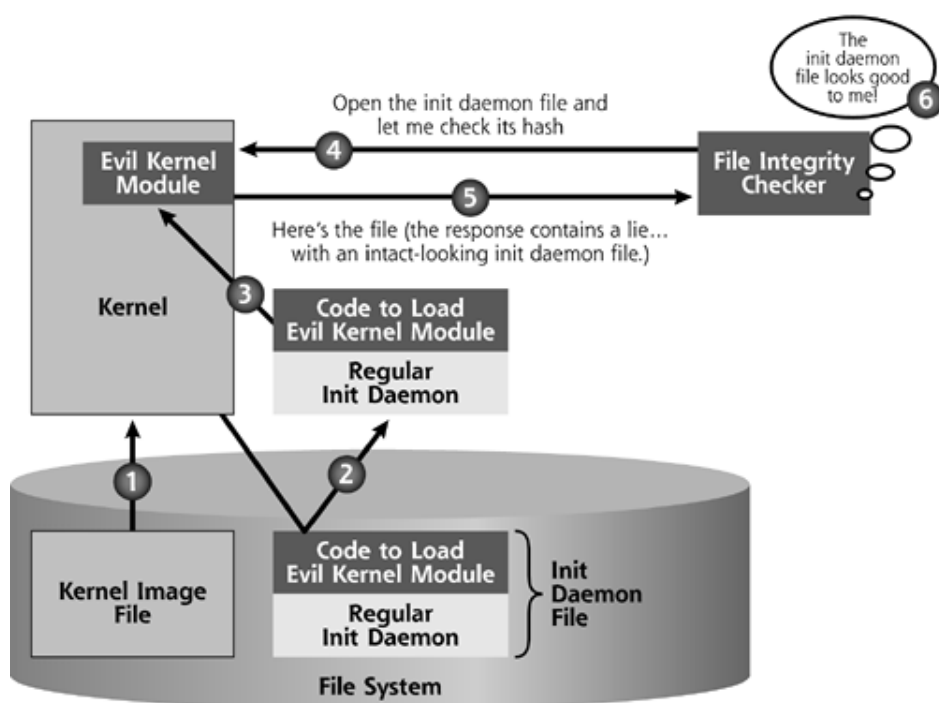 The
init daemon
file looks good
to me!
6
Open the init daemon file and
let me check its hash
4
Evil Kernel
Module
File Integrity
Checker
5
Here's the file (the response contains a lie...
with an intact-looking init daemon file.)
3
Kernel
Code to Load
Evil Kernel Module
Regular
Init Daemon
1
2
Kernel Image
File
Code to Load
Evil Kernel Module
Regular
Init Daemon
Init
Daemon
File
File System